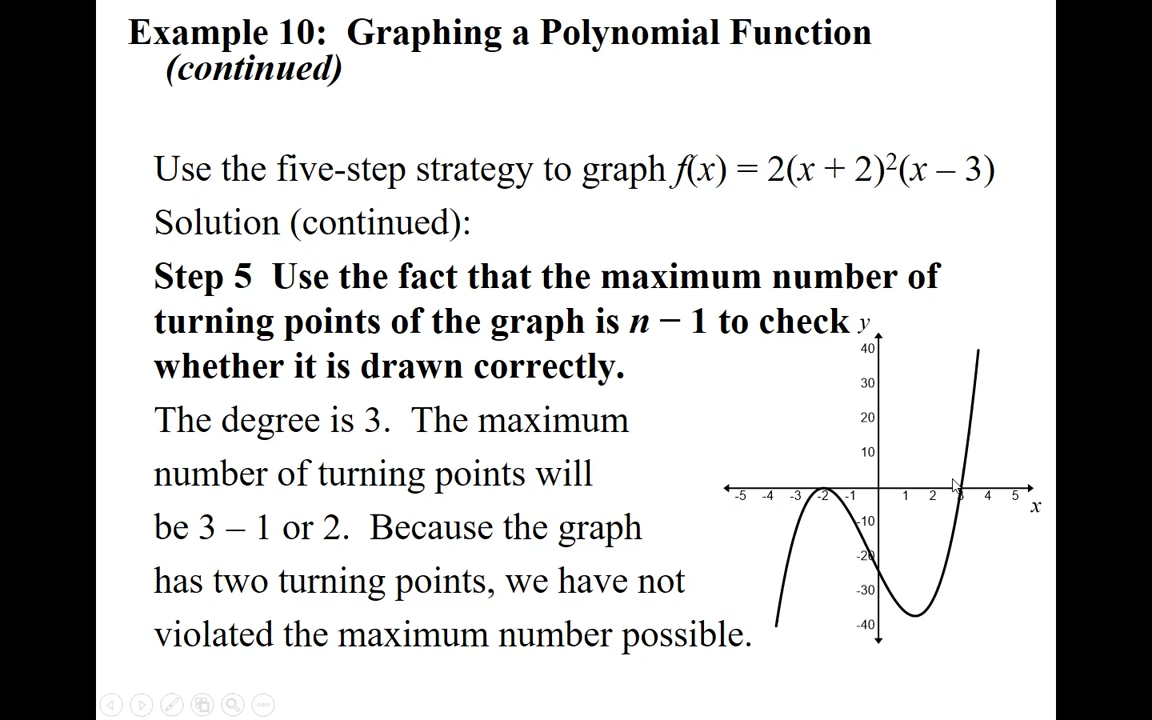 Example 10:  Graphing a Polynomial Function
(continued)
Use the five-step strategy to graph f(x) = 2(x + 2)²(x – 3)
Solution (continued):
Step 5  Use the fact that the maximum number of
turning points of the graph is n − 1 to check
whether it is drawn correctly.
The degree is 3.  The maximum
number of turning points will
be 3 – 1 or 2.  Because the graph
has two turning points, we have not
violated the maximum number possible.
y
40
30
20
10
-5 -4 -3 -2 -1 1 2 3 4 5
x
-10
-20
-30
-40